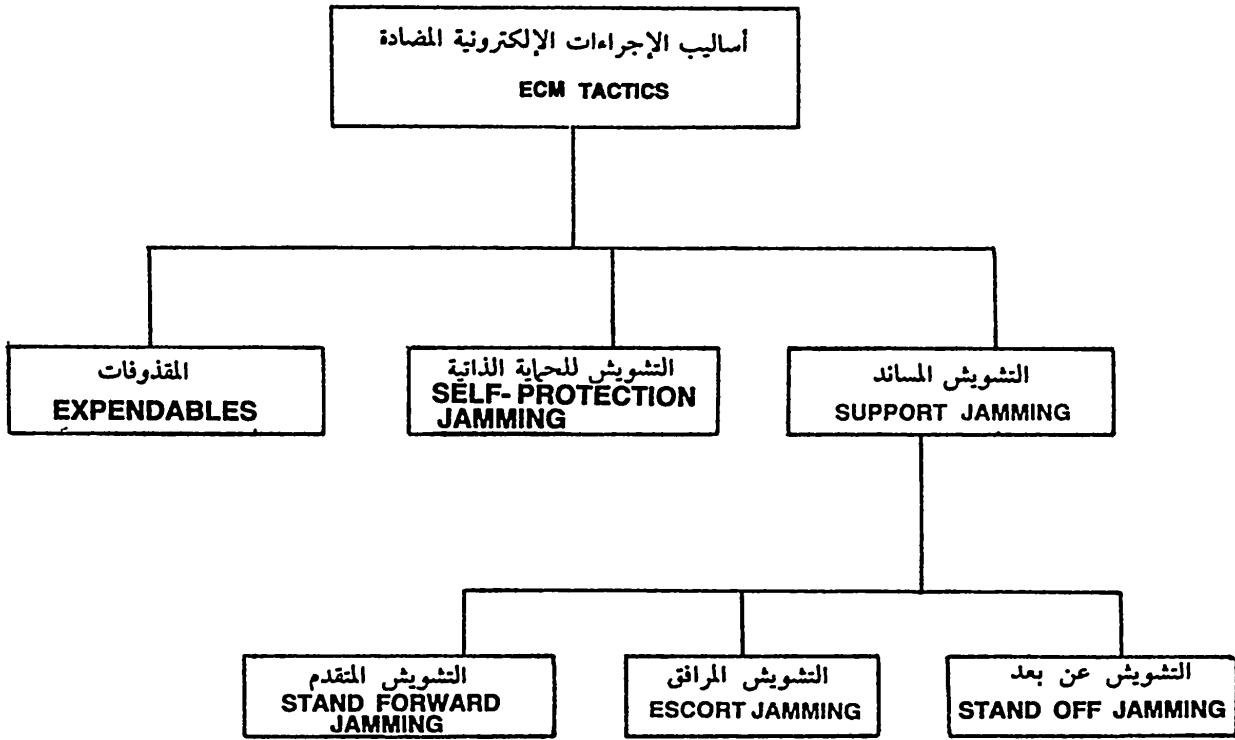 أساليب الإجراءات الإلكترونية المضادة
ECM TACTICS
التشويش المساند
SUPPORT JAMMING
التشويش للحماية الذاتية
SELF-PROTECTION
JAMMING
المقذوفات
EXPENDABLES
التشويش عن بعد
STAND OFF JAMMING
التشويش المرافق
ESCORT JAMMING
التشويش المتقدم
STAND FORWARD
JAMMING